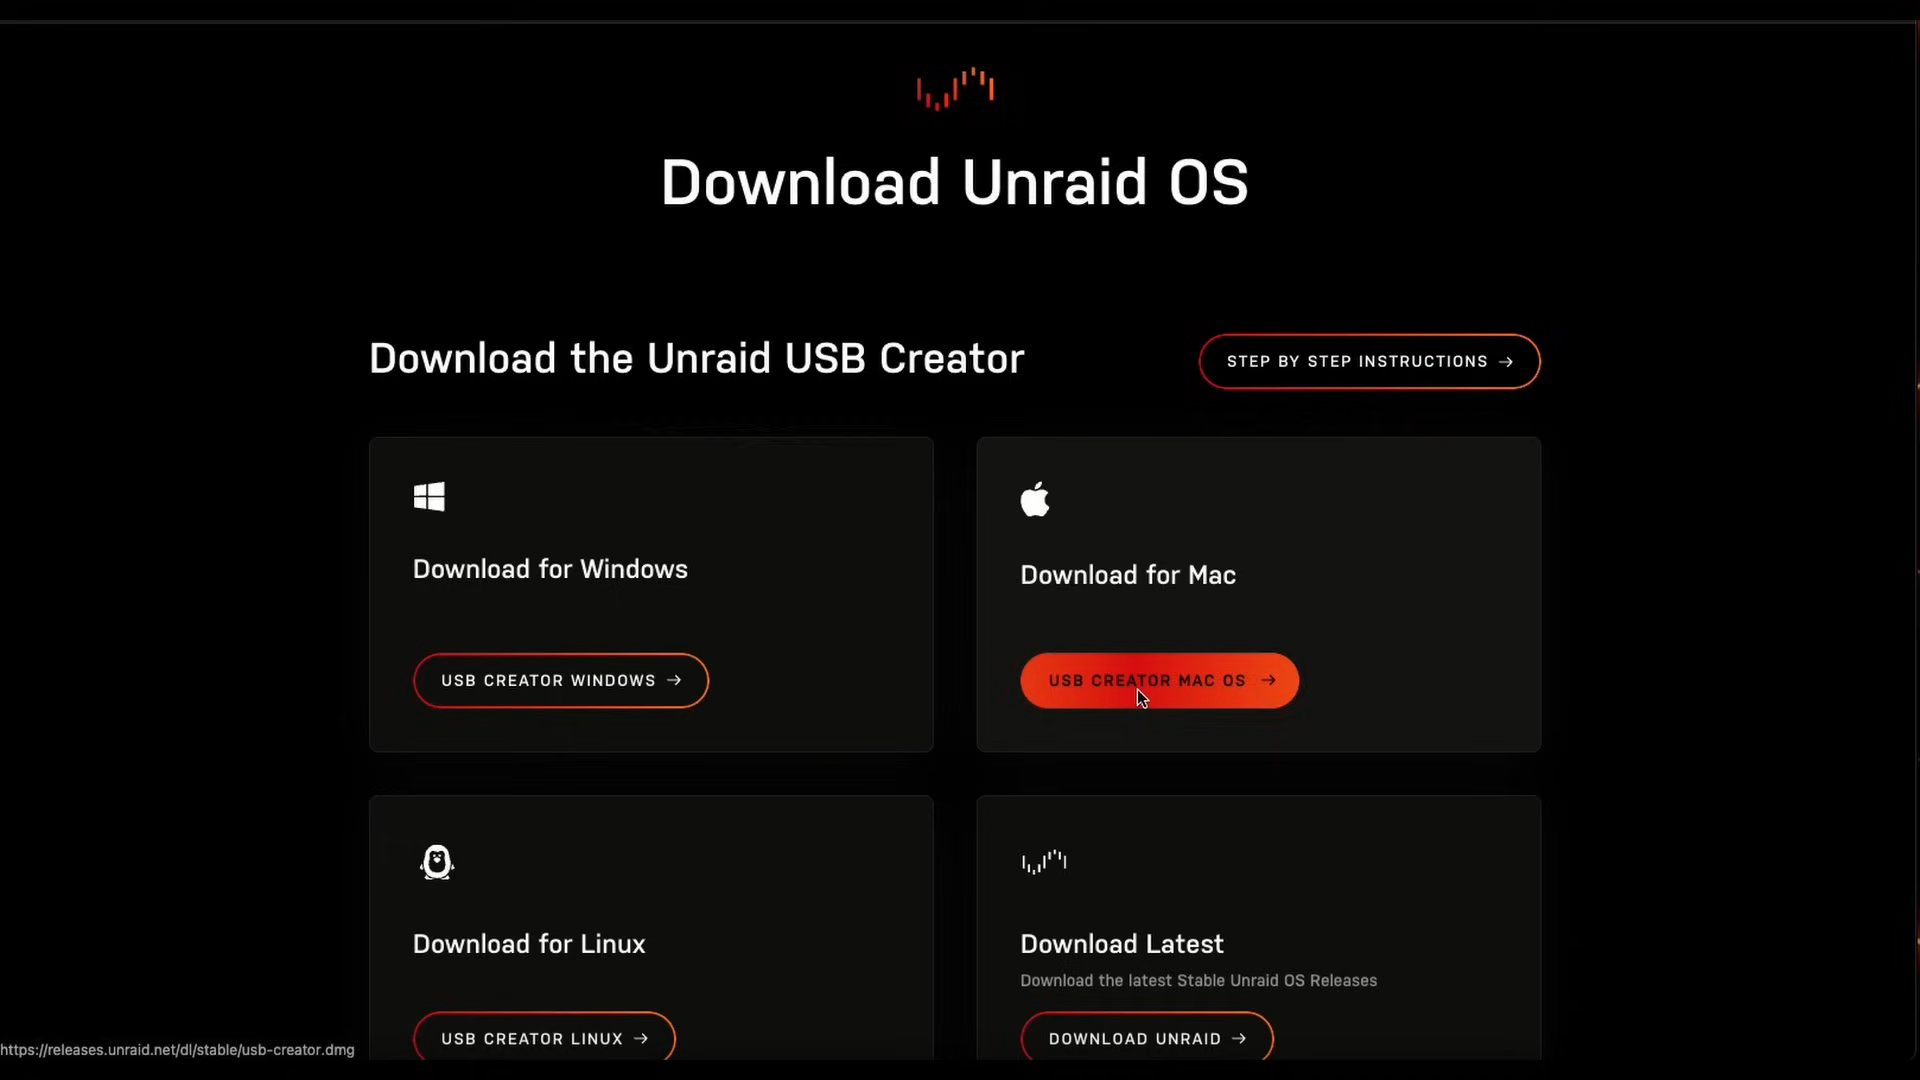 Download Unraid OS
Download the Unraid USB Creator
STEP BY STEP INSTRUCTIONS →
Download for Windows
USB CREATOR WINDOWS →
Download for Mac
USB CREATOR MAC OS →
Download for Linux
USB CREATOR LINUX →
Download Latest
Download the latest Stable Unraid OS Releases
DOWNLOAD UNRAID →
https://releases.unraid.net/dl/stable/usb-creator.dmg